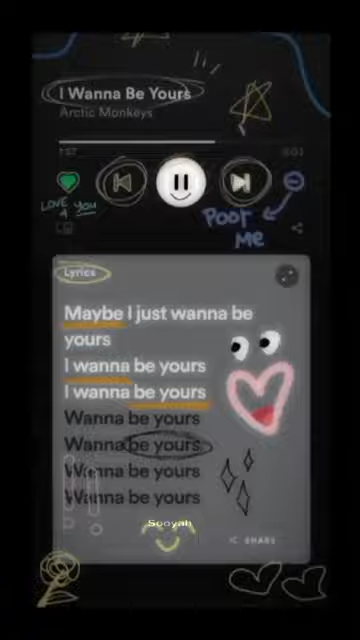 I Wanna Be Yours
Arctic Monkeys
LOVE
YOU
Poor
Me
Lyrics
Maybe I just wanna be
yours
I wanna be yours
I wanna be yours
Wanna be yours
Wanna be yours
Wanna be yours
Wanna be yours
Sooyah
SHARE